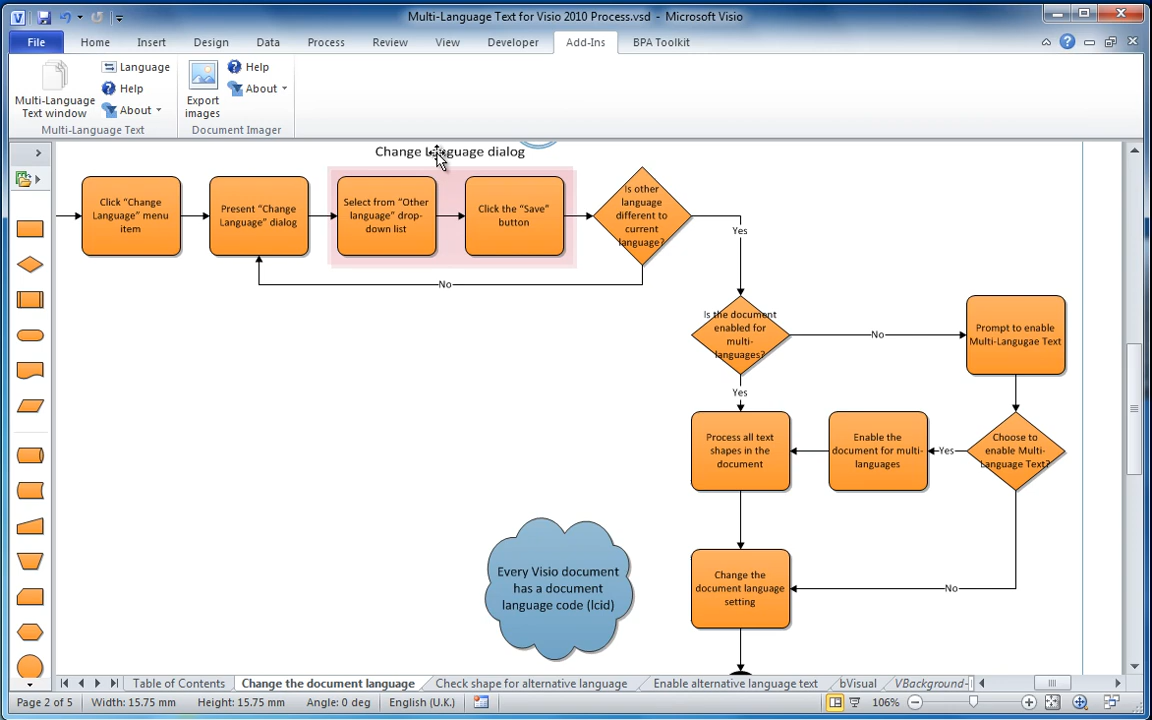 Multi-Language Text for Visio 2010 Process.vsd - Microsoft Visio
File Home Insert Design Data Process Review View Developer Add-Ins BPA Toolkit
Multi-Language
Text window
Language
Help
About
Multi-Language Text
Export
images
Help
About
Document Imager
Change Language dialog
Click “Change
Language” menu
item
Present “Change
Language” dialog
Select from “Other
language” drop-
down list
Click the “Save”
button
Is other
language
different to
current
language?
Yes
No
Is the document
enabled for
multi-
languages?
No
Prompt to enable
Multi-Langugae Text
Yes
Process all text
shapes in the
document
Enable the
document for multi-
languages
Yes
Choose to
enable Multi-
Language Text?
Every Visio document
has a document
language code (lcid)
Change the
document language
setting
No
Table of Contents Change the document language Check shape for alternative language Enable alternative language text bVisual VBackground-
Page 2 of 5 Width: 15.75 mm Height: 15.75 mm Angle: 0 deg English (U.K.) 106%